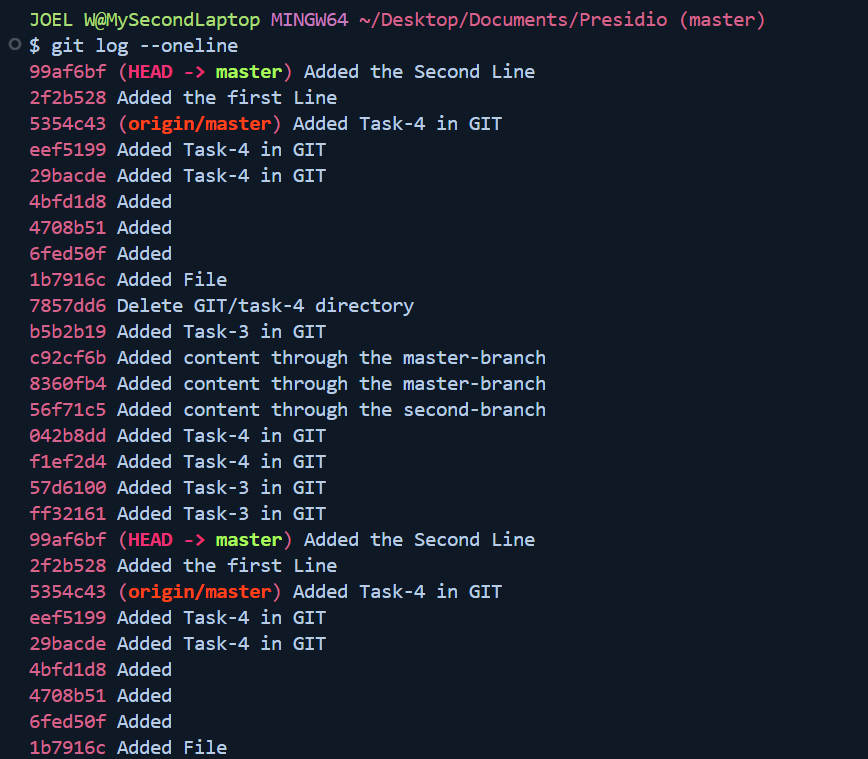 JOEL W@MySecondLaptop MINGW64 ~/Desktop/Documents/Presidio (master)
$ git log --oneline
99af6bf (HEAD -> master) Added the Second Line
2f2b528 Added the first Line
5354c43 (origin/master) Added Task-4 in GIT
eef5199 Added Task-4 in GIT
29bacde Added Task-4 in GIT
4bfd1d8 Added
4708b51 Added
6fed50f Added
1b7916c Added File
7857dd6 Delete GIT/task-4 directory
b5b2b19 Added Task-3 in GIT
c92cf6b Added content through the master-branch
8360fb4 Added content through the master-branch
56f71c5 Added content through the second-branch
042b8dd Added Task-4 in GIT
f1ef2d4 Added Task-4 in GIT
57d6100 Added Task-3 in GIT
ff32161 Added Task-3 in GIT
99af6bf (HEAD -> master) Added the Second Line
2f2b528 Added the first Line
5354c43 (origin/master) Added Task-4 in GIT
eef5199 Added Task-4 in GIT
29bacde Added Task-4 in GIT
4bfd1d8 Added
4708b51 Added
6fed50f Added
1b7916c Added File